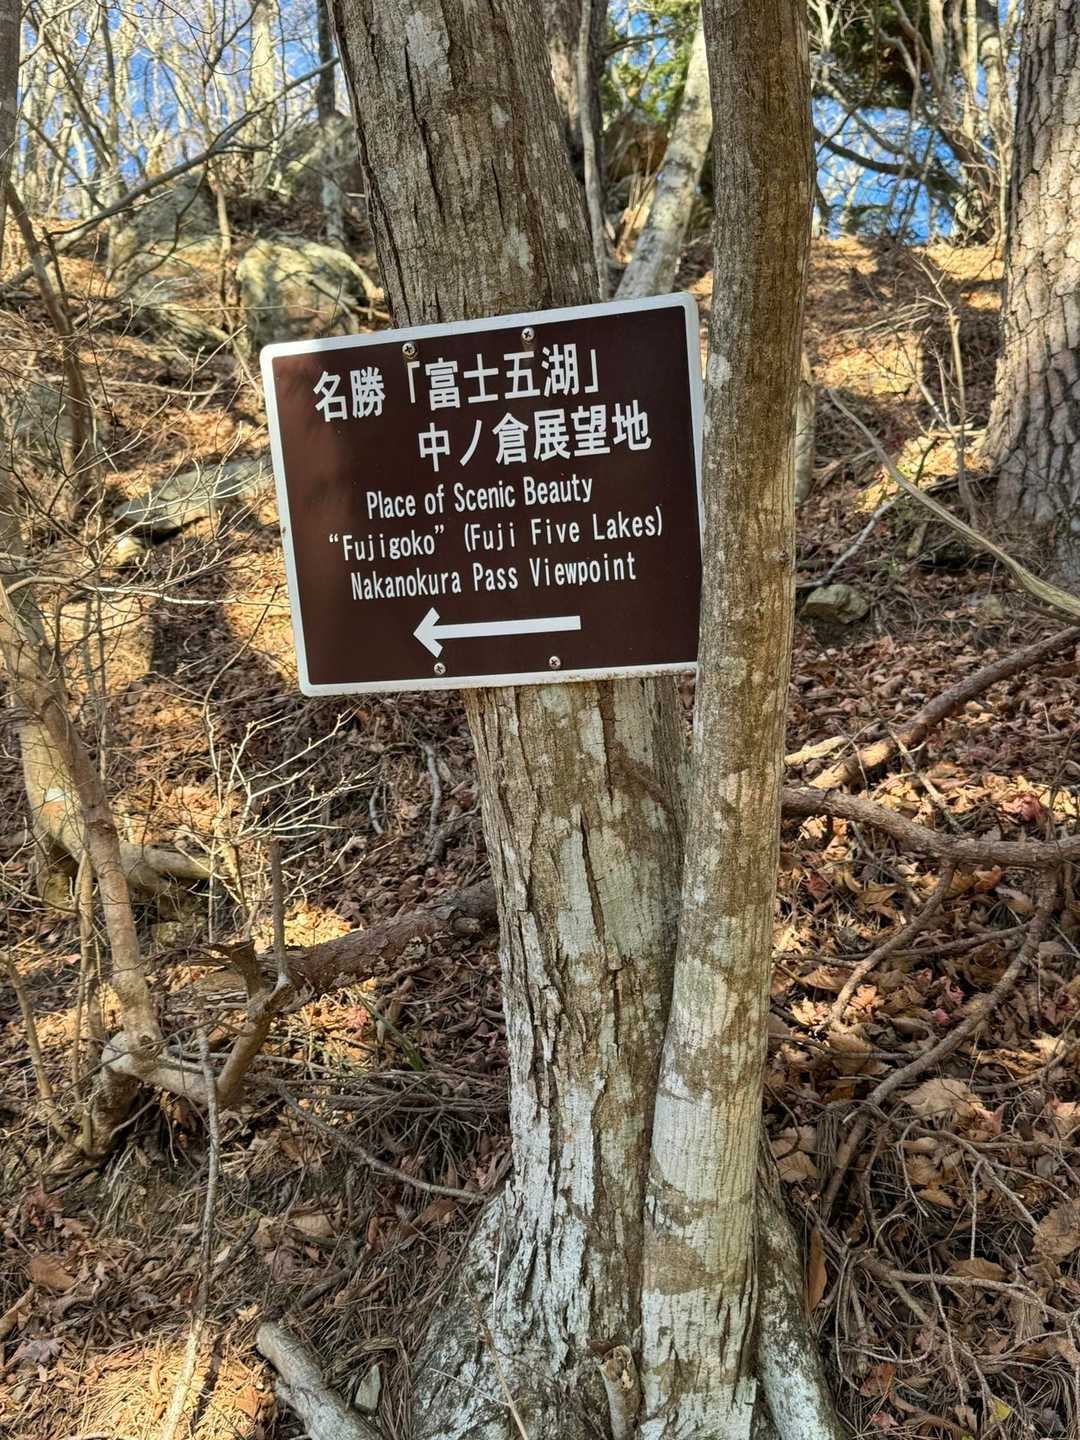 名勝「富士五湖」
中ノ倉展望地
Place of Scenic Beauty
“Fujigoko” (Fuji Five Lakes)
Nakanokura Pass Viewpoint